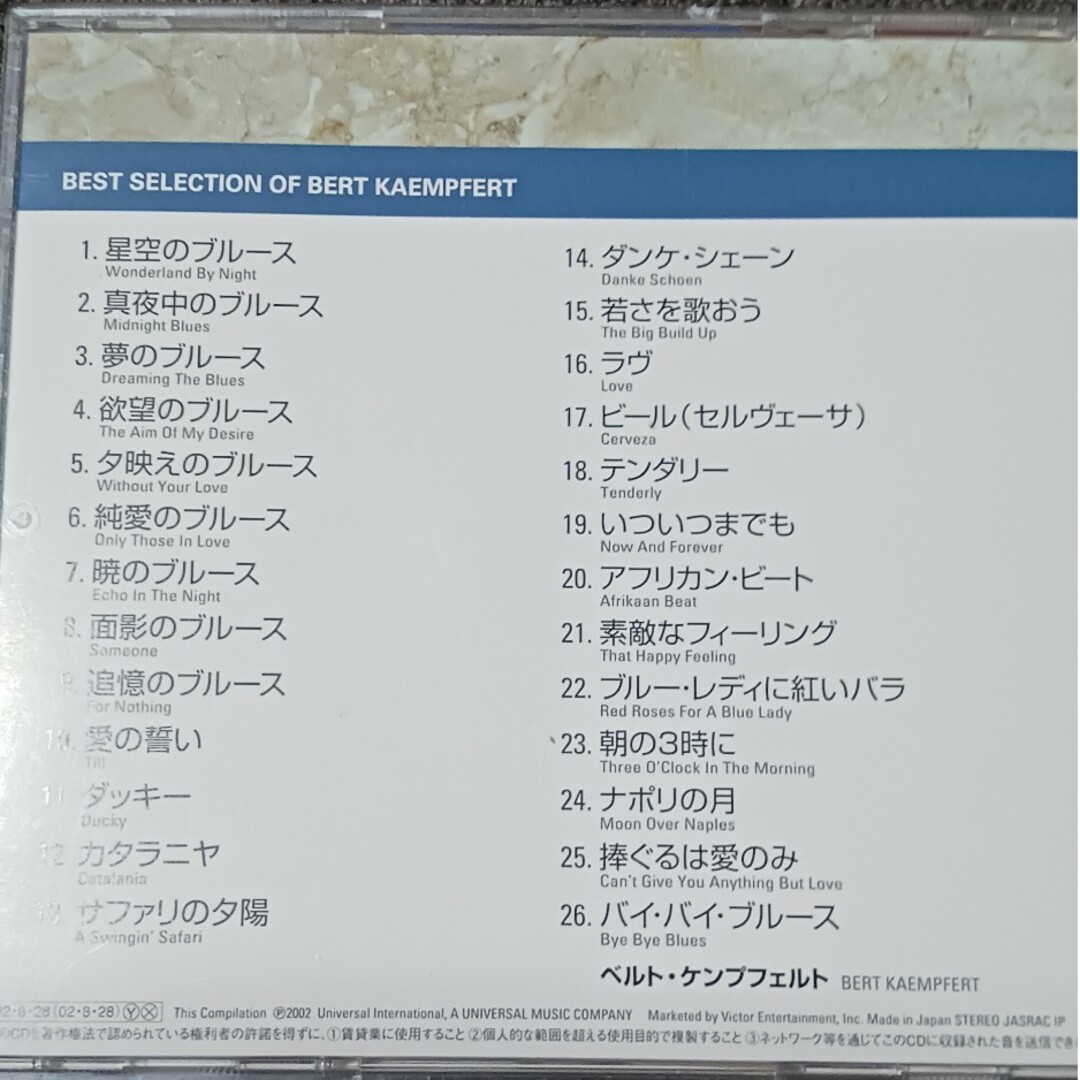 BEST SELECTION OF BERT KAEMPFERT
1. 星空のブルース
Wonderland By Night
2. 真夜中のブルース
Midnight Blues
3. 夢のブルース
Dreaming The Blues
4. 欲望のブルース
The Aim Of My Desire
5. 夕映えのブルース
Without Your Love
6. 純愛のブルース
Only Those In Love
7. 暁のブルース
Echo In The Night
8. 面影のブルース
Someone
9. 追憶のブルース
For Nothing
10. 愛の誓い
Till
11. ダッキー
Ducky
12. カタラニヤ
Catalania
13. サファリの夕陽
A Swingin' Safari
14. ダンケ・シェーン
Danke Schoen
15. 若さを歌おう
The Big Build Up
16. ラヴ
Love
17. ビール(セルヴェーサ)
Cerveza
18. テンダリー
Tenderly
19. いついつまでも
Now And Forever
20. アフリカン・ビート
Afrikaan Beat
21. 素敵なフィーリング
That Happy Feeling
22. ブルー・レディに紅いバラ
Red Roses For A Blue Lady
23. 朝の3時に
Three O'Clock In The Morning
24. ナポリの月
Moon Over Naples
25. 捧ぐるは愛のみ
Can't Give You Anything But Love
26. バイ・バイ・ブルース
Bye Bye Blues
ベルト・ケンプフェルト BERT KAEMPFERT
2・8・28(02・8・28)ⓎⓍ This Compilation ℗2002 Universal International, A UNIVERSAL MUSIC COMPANY Marketed by Victor Entertainment, Inc. Made in Japan STEREO JASRAC IP
のCDを著作権法で認められている権利者の許諾を得ずに、①賃貸業に使用すること ②個人的な範囲を超える使用目的で複製すること ③ネットワーク等を通じてこのCDに収録された音を送信でき